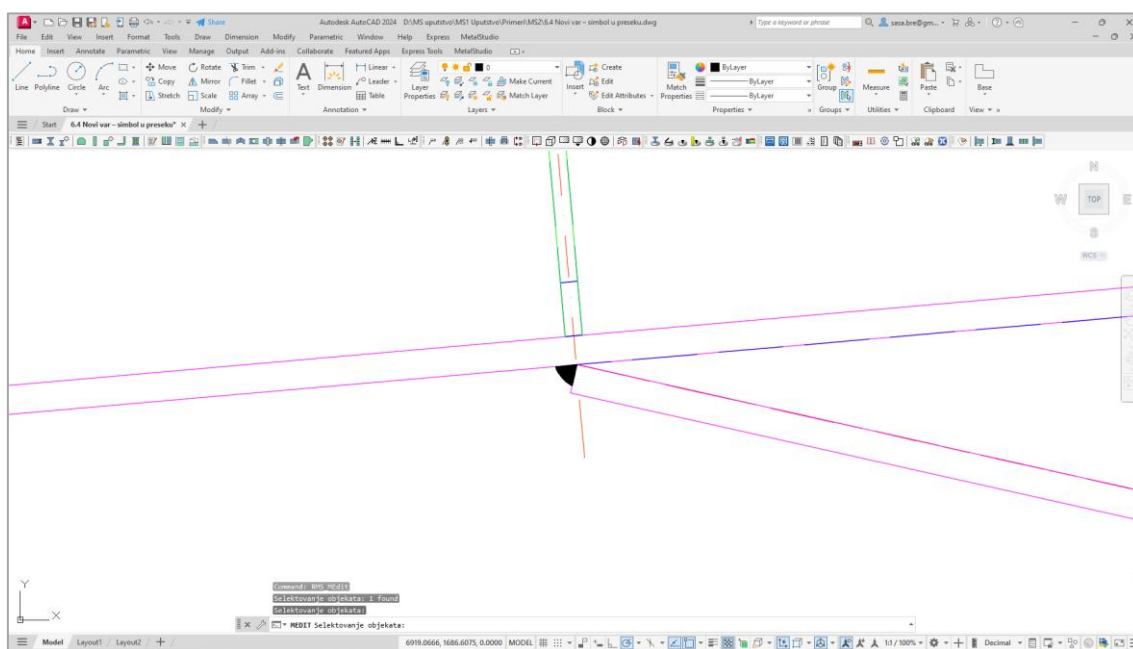 Autodesk AutoCAD 2024 D:\MS uputstvo\MS1 Uputstvo\Primeri\MS2\6.4 Novi var – simbol u preseku.dwg
Share
Type a keyword or phrase
sesa.bre@gm...
File Edit View Insert Format Tools Draw Dimension Modify Parametric Window Help Express MetalStudio
Home Insert Annotate Parametric View Manage Output Add-ins Collaborate Featured Apps Express Tools MetalStudio
Line Polyline Circle Arc
Move Rotate Trim
Copy Mirror Fillet
Stretch Scale Array
Text Dimension
Linear
Leader
Table
Layer Properties
0
Make Current
Match Layer
Insert
Create
Edit
Edit Attributes
Match Properties
ByLayer
ByLayer
ByLayer
Group
Measure
Paste
Base
Draw Modify Annotation Layers Block Properties Groups Utilities Clipboard View
Start 6.4 Novi var – simbol u preseku*
N
W TOP E
S
WCS
Y
X
Command: RMS_MEdit
Selektovanje objekata: 1 found
Selektovanje objekata:
MEDIT Selektovanje objekata:
Model Layout1 Layout2 +
6919.0666, 1686.6075, 0.0000 MODEL 1:1 / 100% Decimal